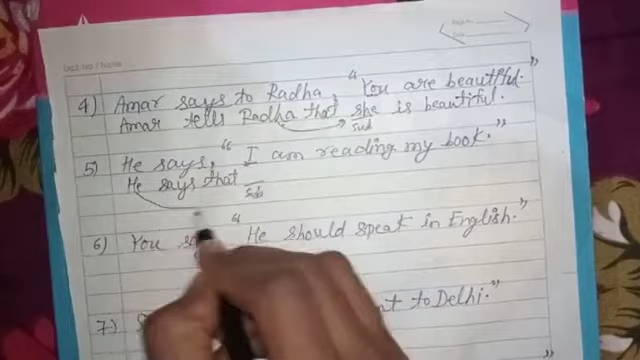 4) Amar says to Radha, "You are beautiful."
Amar tells Radha that she is beautiful.
Sub
5) He says, "I am reading my book."
He says that
Sub
6) You "He should speak in English."
7) to Delhi."